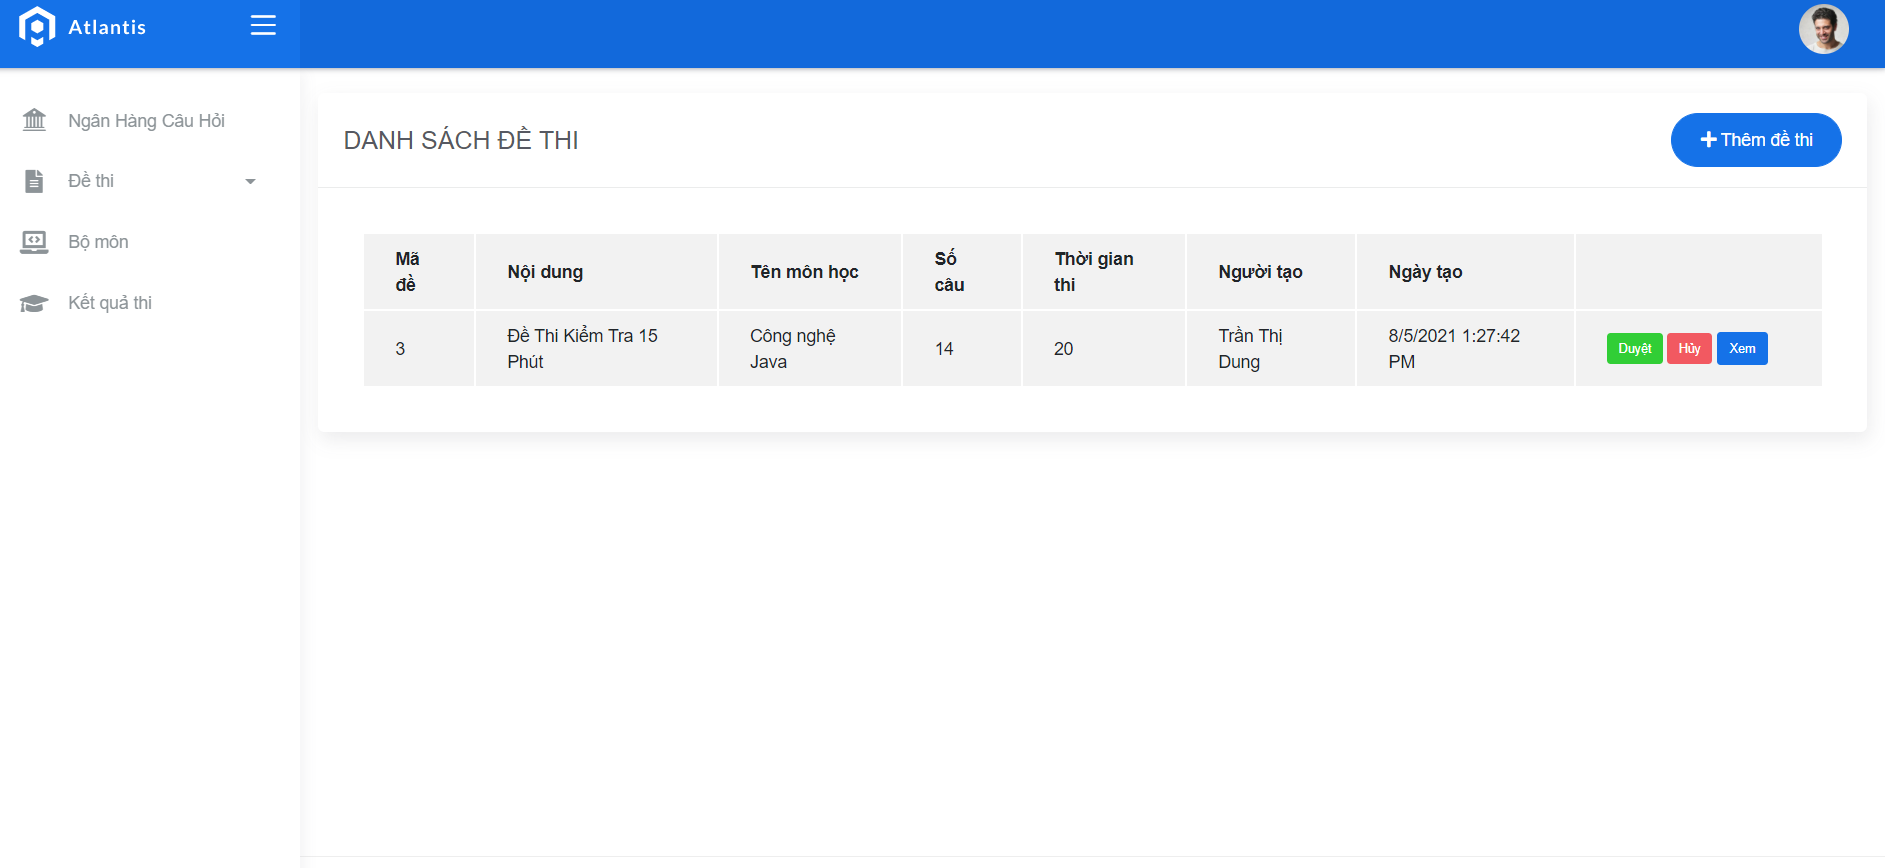 Atlantis
Ngân Hàng Câu Hỏi
Đề thi
Bộ môn
Kết quả thi
DANH SÁCH ĐỀ THI
Thêm đề thi
Mã đề
Nội dung
Tên môn học
Số câu
Thời gian thi
Người tạo
Ngày tạo
3
Đề Thi Kiểm Tra 15 Phút
Công nghệ Java
14
20
Trần Thị Dung
8/5/2021 1:27:42 PM
Duyệt
Hủy
Xem